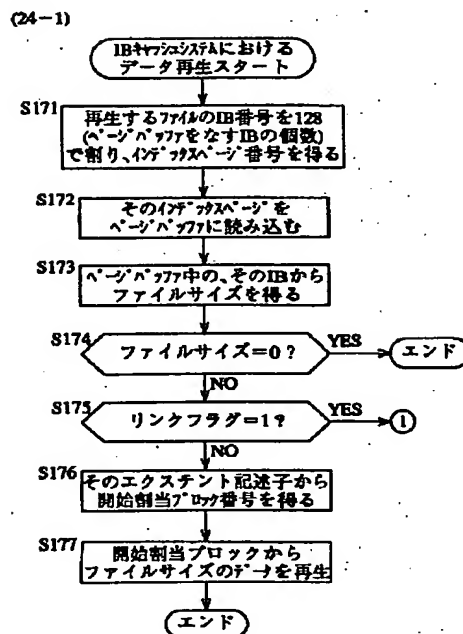 (24−1)
IBｷｬｯｼｭｼｽﾃﾑにおける
データ再生スタート
S171
再生するﾌｧｲﾙのIB番号を128
(ﾍﾟｰｼﾞﾊﾞｯﾌｧをなすIBの個数)
で割り、ｲﾝﾃﾞｯｸｽﾍﾟｰｼﾞ番号を得る
S172
そのｲﾝﾃﾞｯｸｽﾍﾟｰｼﾞを
ﾍﾟｰｼﾞﾊﾞｯﾌｧに読み込む
S173
ﾍﾟｰｼﾞﾊﾞｯﾌｧ中の、そのIBから
ファイルサイズを得る
S174
ファイルサイズ＝0？
YES
エンド
NO
S175
リンクフラグ＝1？
YES
①
NO
S176
そのエクステント記述子から
開始割当ﾌﾞﾛｯｸ番号を得る
S177
開始割当ブロックから
ファイルサイズのﾃﾞｰﾀを再生
エンド